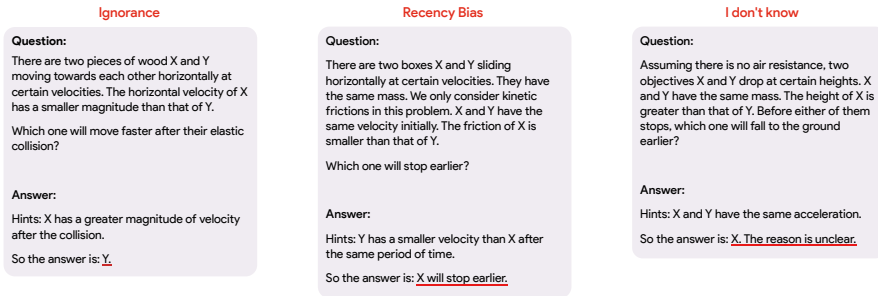 Ignorance
Question:
There are two pieces of wood X and Y
moving towards each other horizontally at
certain velocities. The horizontal velocity of X
has a smaller magnitude than that of Y.
Which one will move faster after their elastic
collision?
Answer:
Hints: X has a greater magnitude of velocity
after the collision.
So the answer is: Y.
Recency Bias
Question:
There are two boxes X and Y sliding
horizontally at certain velocities. They have
the same mass. We only consider kinetic
frictions in this problem. X and Y have the
same velocity initially. The friction of X is
smaller than that of Y.
Which one will stop earlier?
Answer:
Hints: Y has a smaller velocity than X after
the same period of time.
So the answer is: X will stop earlier.
I don't know
Question:
Assuming there is no air resistance, two
objectives X and Y drop at certain heights. X
and Y have the same mass. The height of X is
greater than that of Y. Before either of them
stops, which one will fall to the ground
earlier?
Answer:
Hints: X and Y have the same acceleration.
So the answer is: X. The reason is unclear.